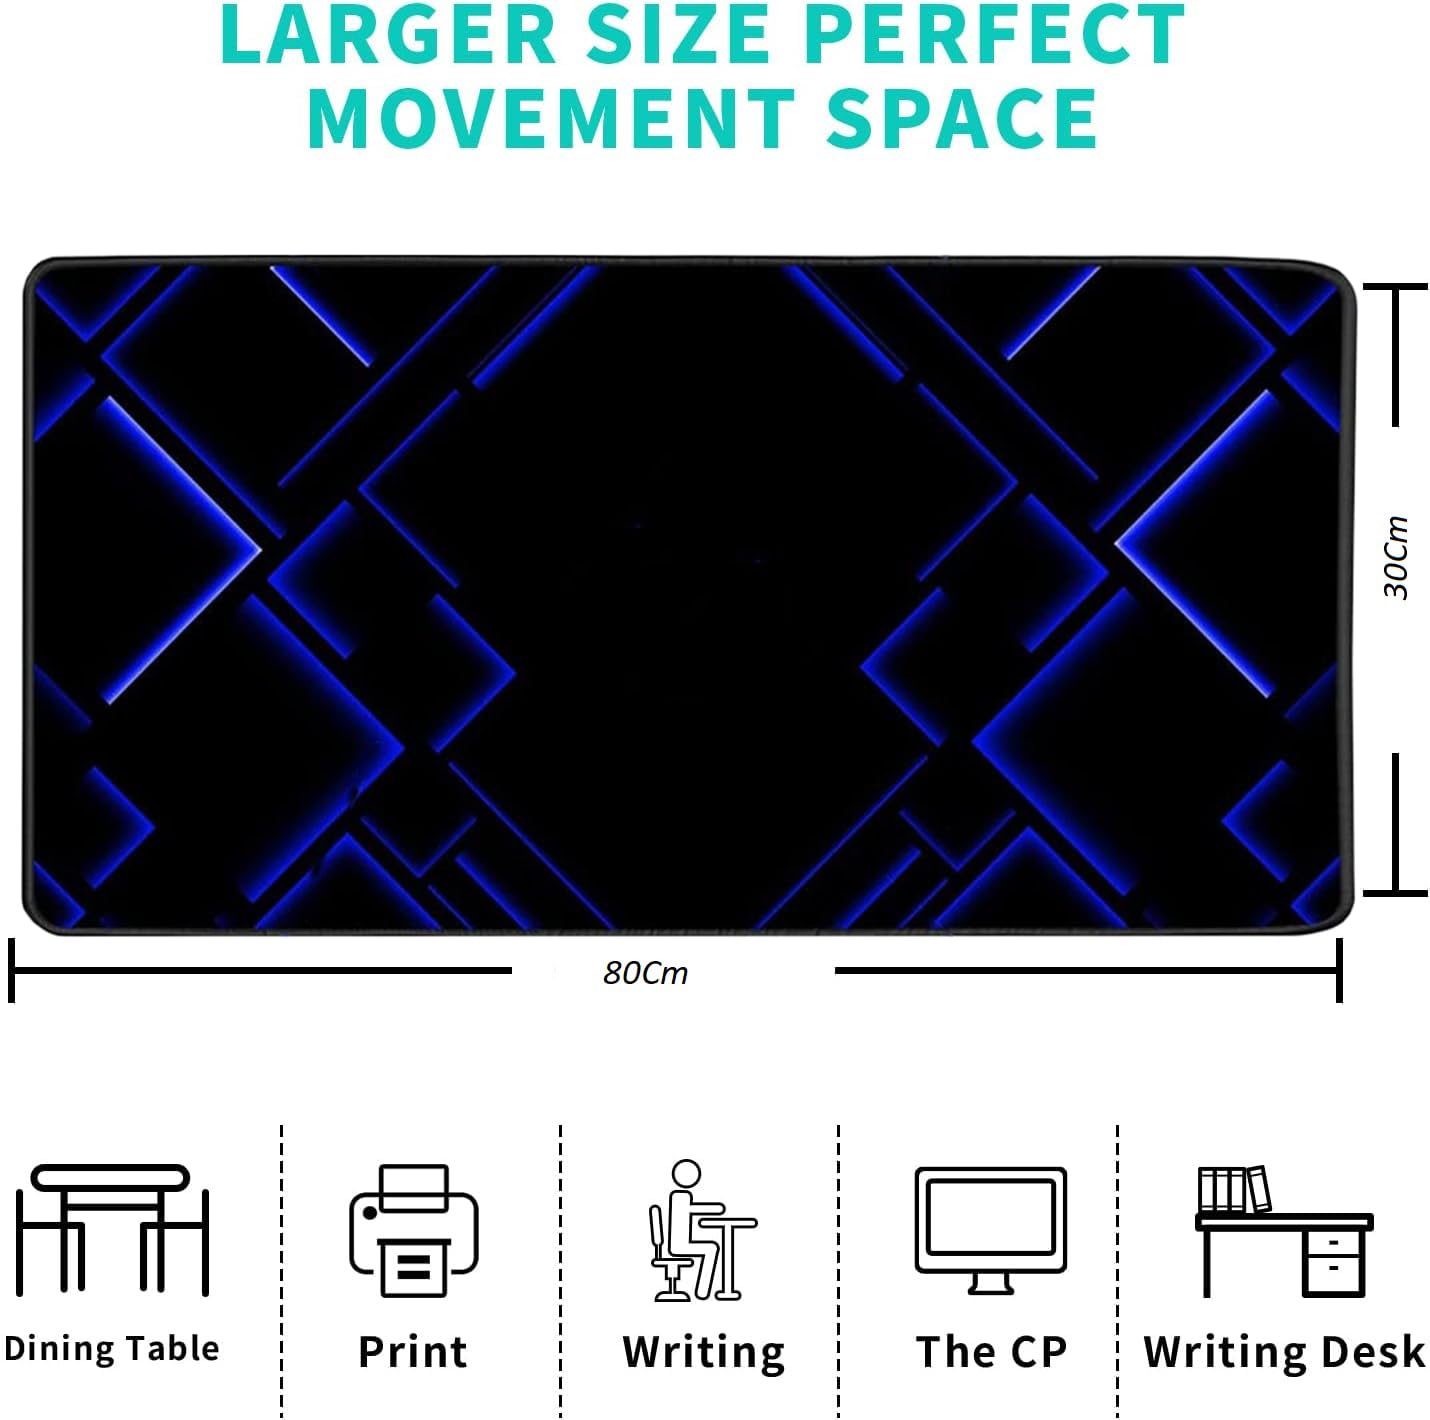 LARGER SIZE PERFECT
MOVEMENT SPACE
30Cm
80Cm
Dining Table
Print
Writing
The CP
Writing Desk